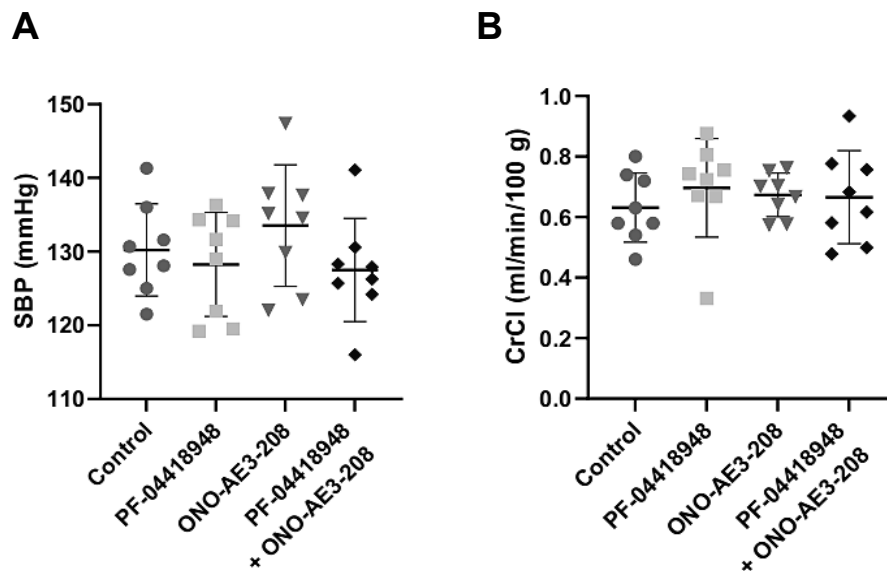 A
SBP (mmHg)
150
140
130
120
110
Control
PF-04418948
ONO-AE3-208
PF-04418948
+ ONO-AE3-208
B
CrCl (ml/min/100 g)
1.0
0.8
0.6
0.4
0.2
0.0
Control
PF-04418948
ONO-AE3-208
PF-04418948
+ ONO-AE3-208